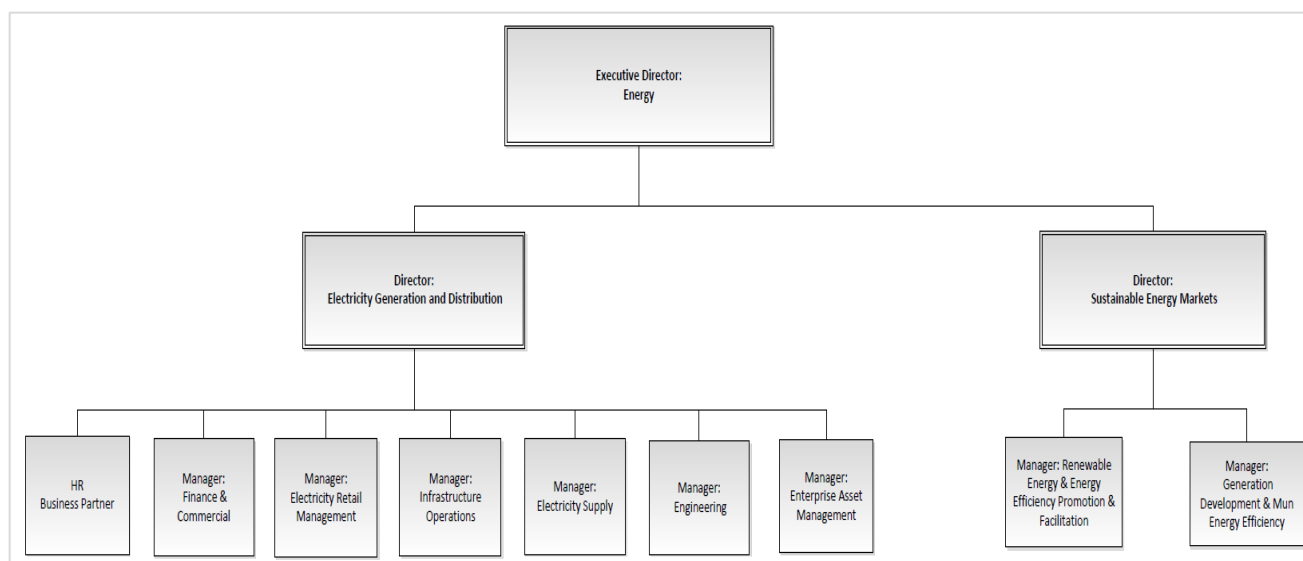 Executive Director:
Energy
Director:
Electricity Generation and Distribution
Director:
Sustainable Energy Markets
HR
Business Partner
Manager:
Finance &
Commercial
Manager:
Electricity Retail
Management
Manager:
Infrastructure
Operations
Manager:
Electricity Supply
Manager:
Engineering
Manager:
Enterprise Asset
Management
Manager: Renewable
Energy & Energy
Efficiency Promotion &
Facilitation
Manager:
Generation
Development & Mun
Energy Efficiency